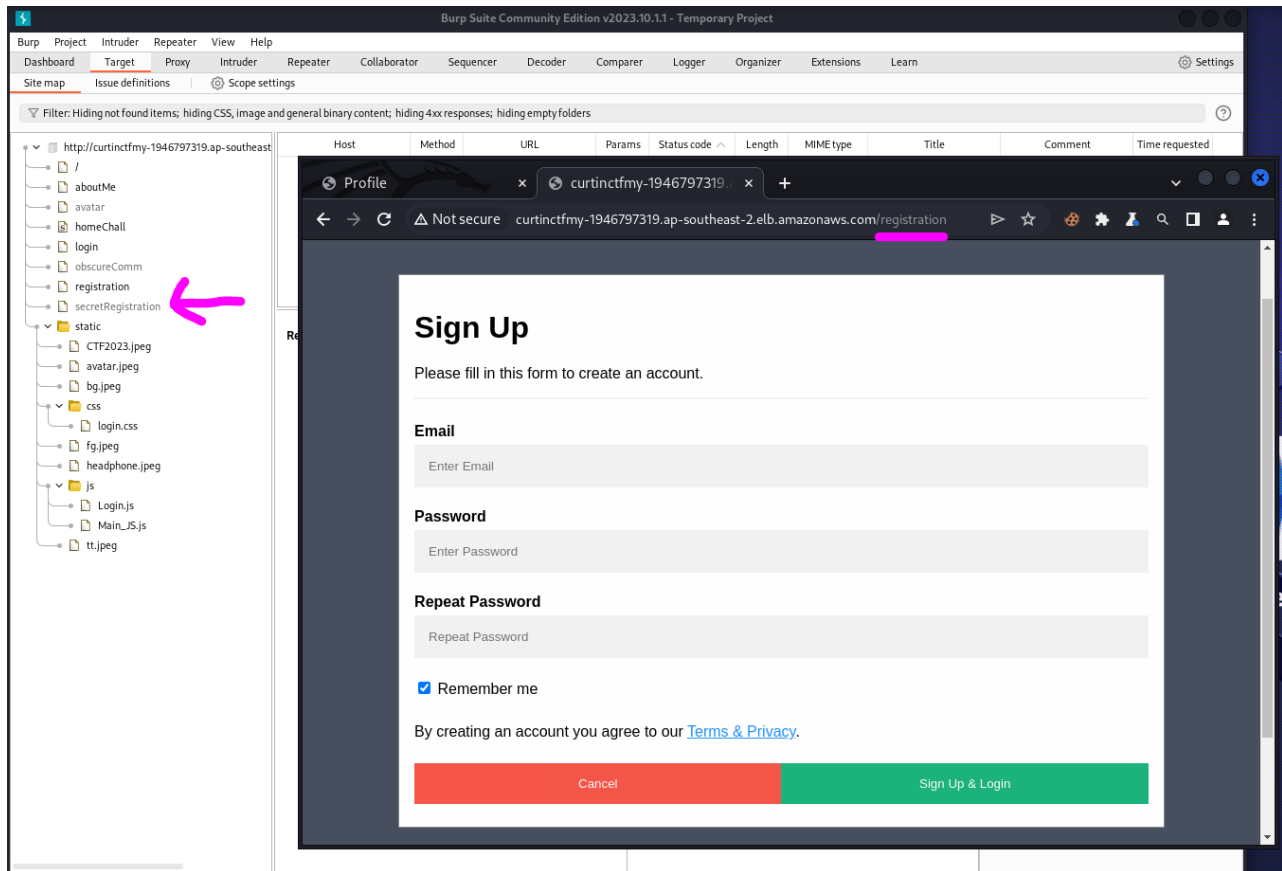 Burp Suite Community Edition v2023.10.1.1 - Temporary Project
Burp Project Intruder Repeater View Help
Dashboard Target Proxy Intruder Repeater Collaborator Sequencer Decoder Comparer Logger Organizer Extensions Learn Settings
Site map Issue definitions Scope settings
Filter: Hiding not found items; hiding CSS, image and general binary content; hiding 4xx responses; hiding empty folders
http://curtinctfmy-1946797319.ap-southeast
Host Method URL Params Status code Length MIME type Title Comment Time requested
/
aboutMe
avatar
homeChall
login
obscureComm
registration
secretRegistration
static
CTF2023.jpeg
avatar.jpeg
bg.jpeg
css
login.css
fg.jpeg
headphone.jpeg
js
Login.js
Main_JS.js
tt.jpeg
Re
Profile
curtinctfmy-1946797319.
Not secure curtinctfmy-1946797319.ap-southeast-2.elb.amazonaws.com/registration
Sign Up
Please fill in this form to create an account.
Email
Enter Email
Password
Enter Password
Repeat Password
Repeat Password
Remember me
By creating an account you agree to our Terms & Privacy.
Cancel Sign Up & Login